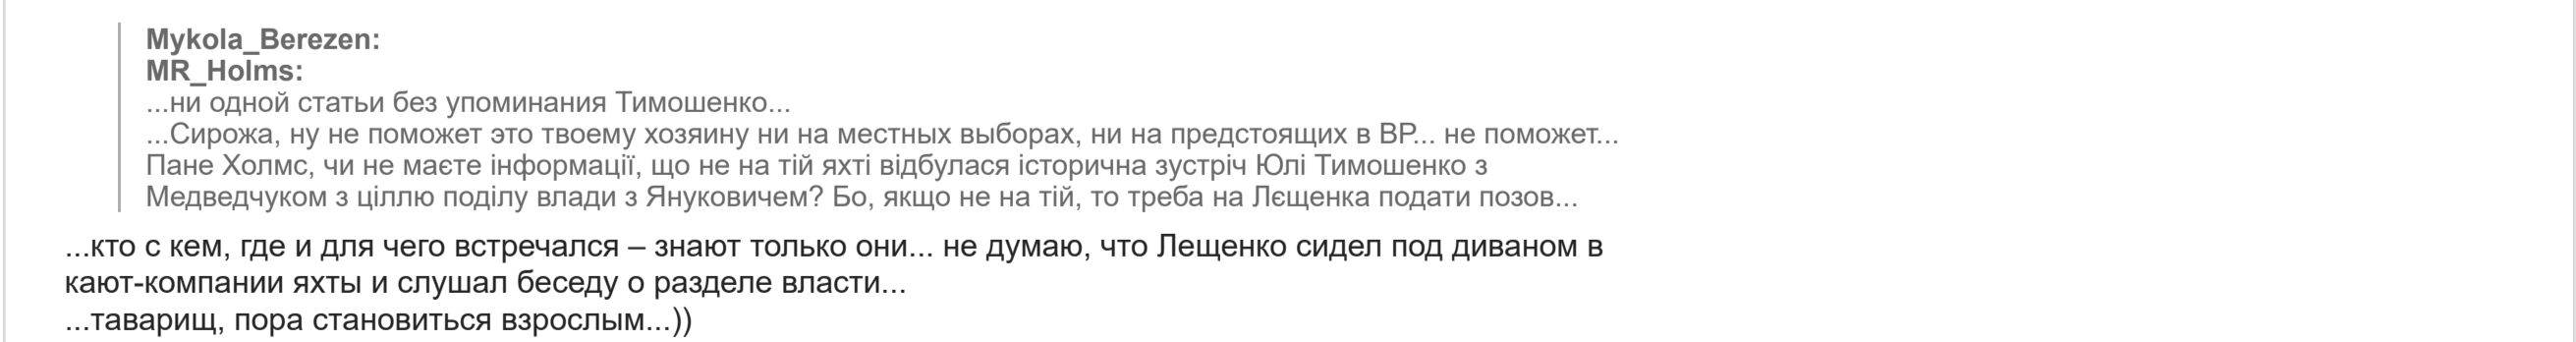 Mykola_Berezen:
MR_Holms:
...ни одной статьи без упоминания Тимошенко...
...Сирожа, ну не поможет это твоему хозяину ни на местных выборах, ни на предстоящих в ВР... не поможет...
Пане Холмс, чи не маєте інформації, що не на тій яхті відбулася історична зустріч Юлі Тимошенко з
Медведчуком з ціллю поділу влади з Януковичем? Бо, якщо не на тій, то треба на Лєщенка подати позов...
...кто с кем, где и для чего встречался – знают только они... не думаю, что Лещенко сидел под диваном в
кают-компании яхты и слушал беседу о разделе власти...
...таварищ, пора становиться взрослым...))